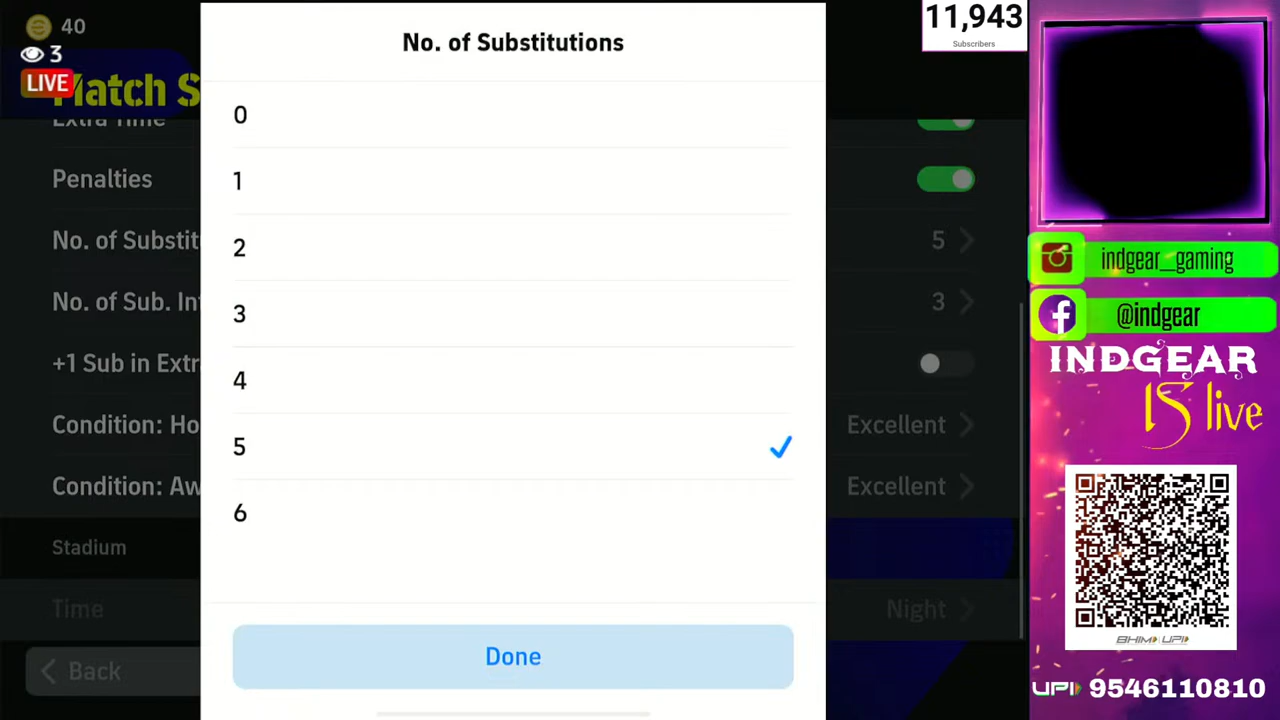 40
3
LIVE
Match S
Extra Time
Penalties
No. of Substit
5
No. of Sub. Int
3
+1 Sub in Extr
Condition: Ho
Excellent
Condition: Aw
Excellent
Stadium
Time
Night
Back
No. of Substitutions
0
1
2
3
4
5
6
Done
11,943
Subscribers
indgear_gaming
@indgear
INDGEAR
IS live
BHIM UPI
UPI 9546110810